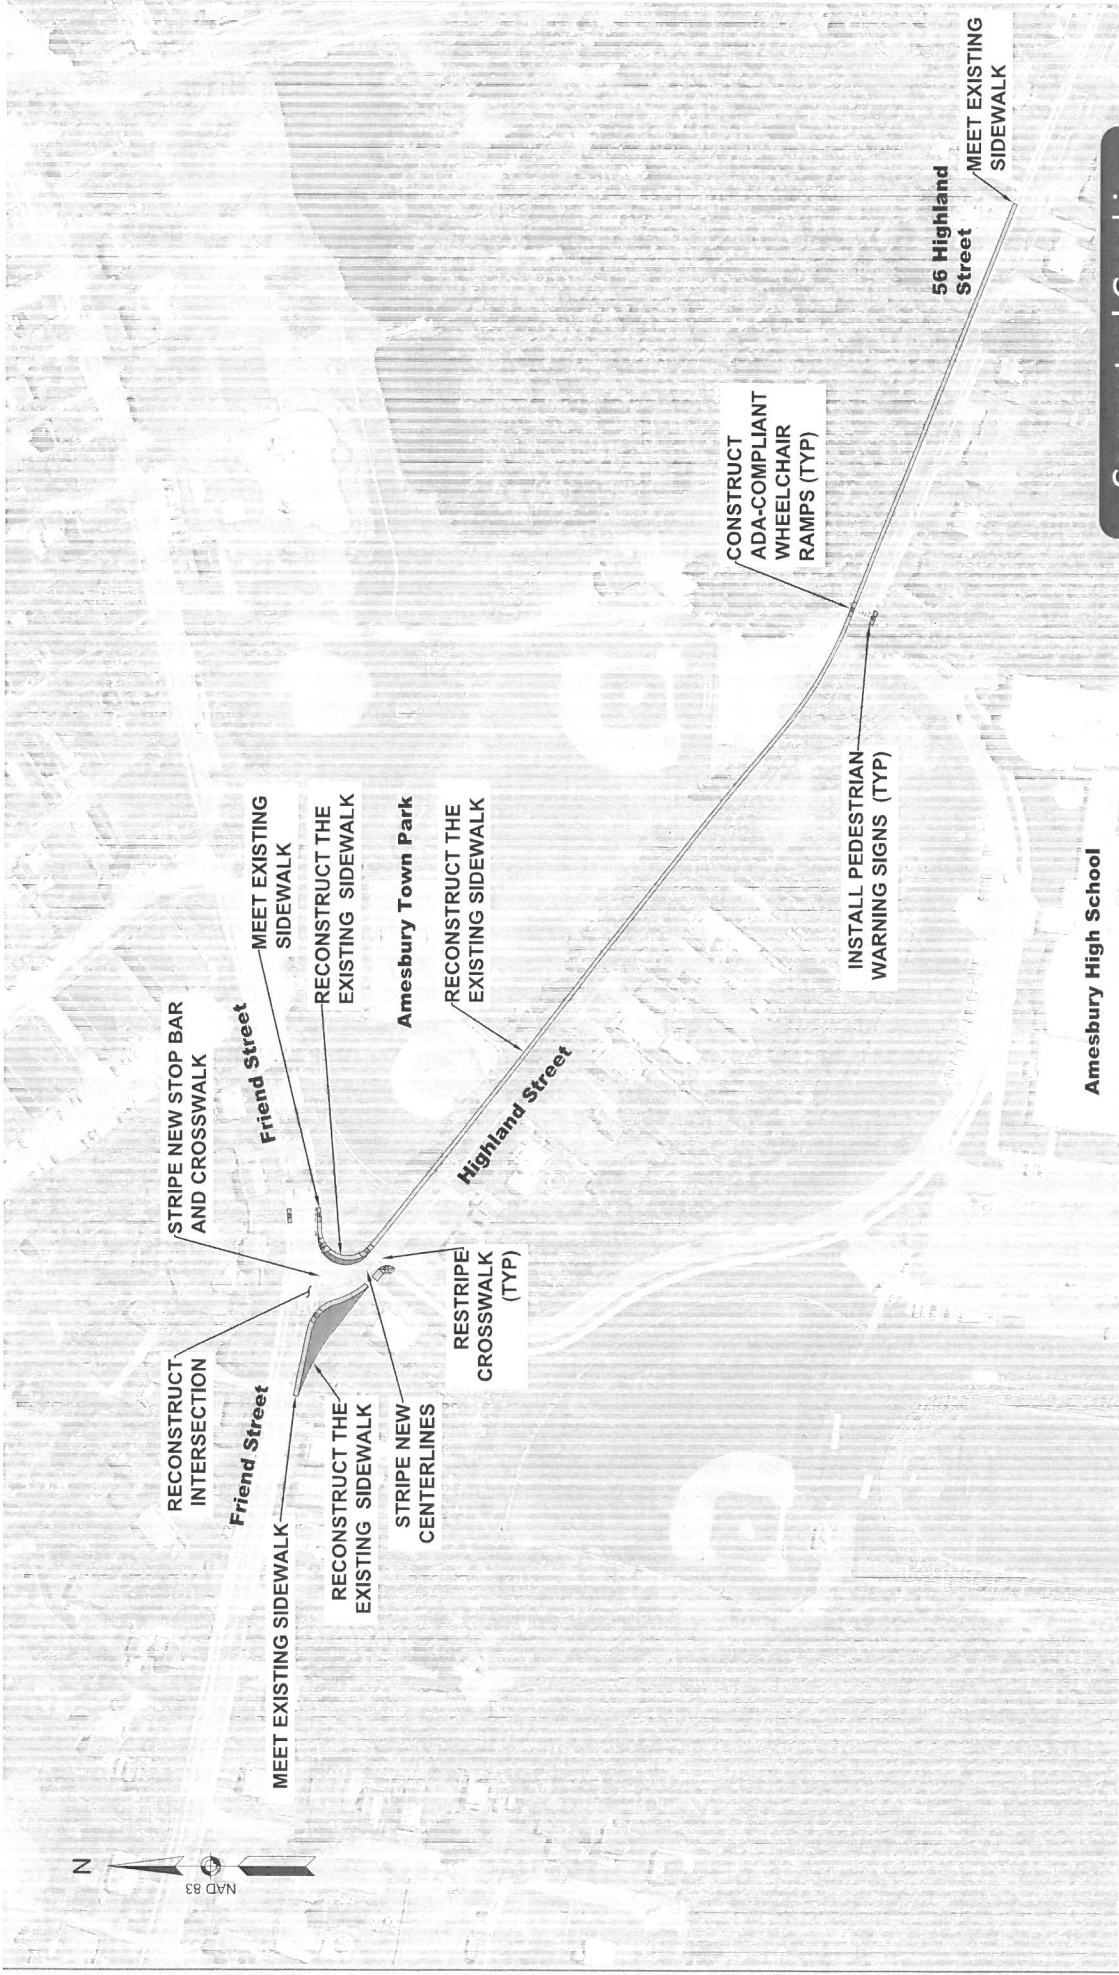 N
NAD 83
RECONSTRUCT
INTERSECTION
STRIPE NEW STOP BAR
AND CROSSWALK
Friend Street
Friend Street
MEET EXISTING
SIDEWALK
MEET EXISTING SIDEWALK
RECONSTRUCT THE
EXISTING SIDEWALK
RECONSTRUCT THE
EXISTING SIDEWALK
STRIPE NEW
CENTERLINES
Amesbury Town Park
RECONSTRUCT THE
EXISTING SIDEWALK
RESTRIPE
CROSSWALK
(TYP)
Highland Street
CONSTRUCT
ADA-COMPLIANT
WHEELCHAIR
RAMPS (TYP)
INSTALL PEDESTRIAN
WARNING SIGNS (TYP)
56 Highland
Street
MEET EXISTING
SIDEWALK
Amesbury High School